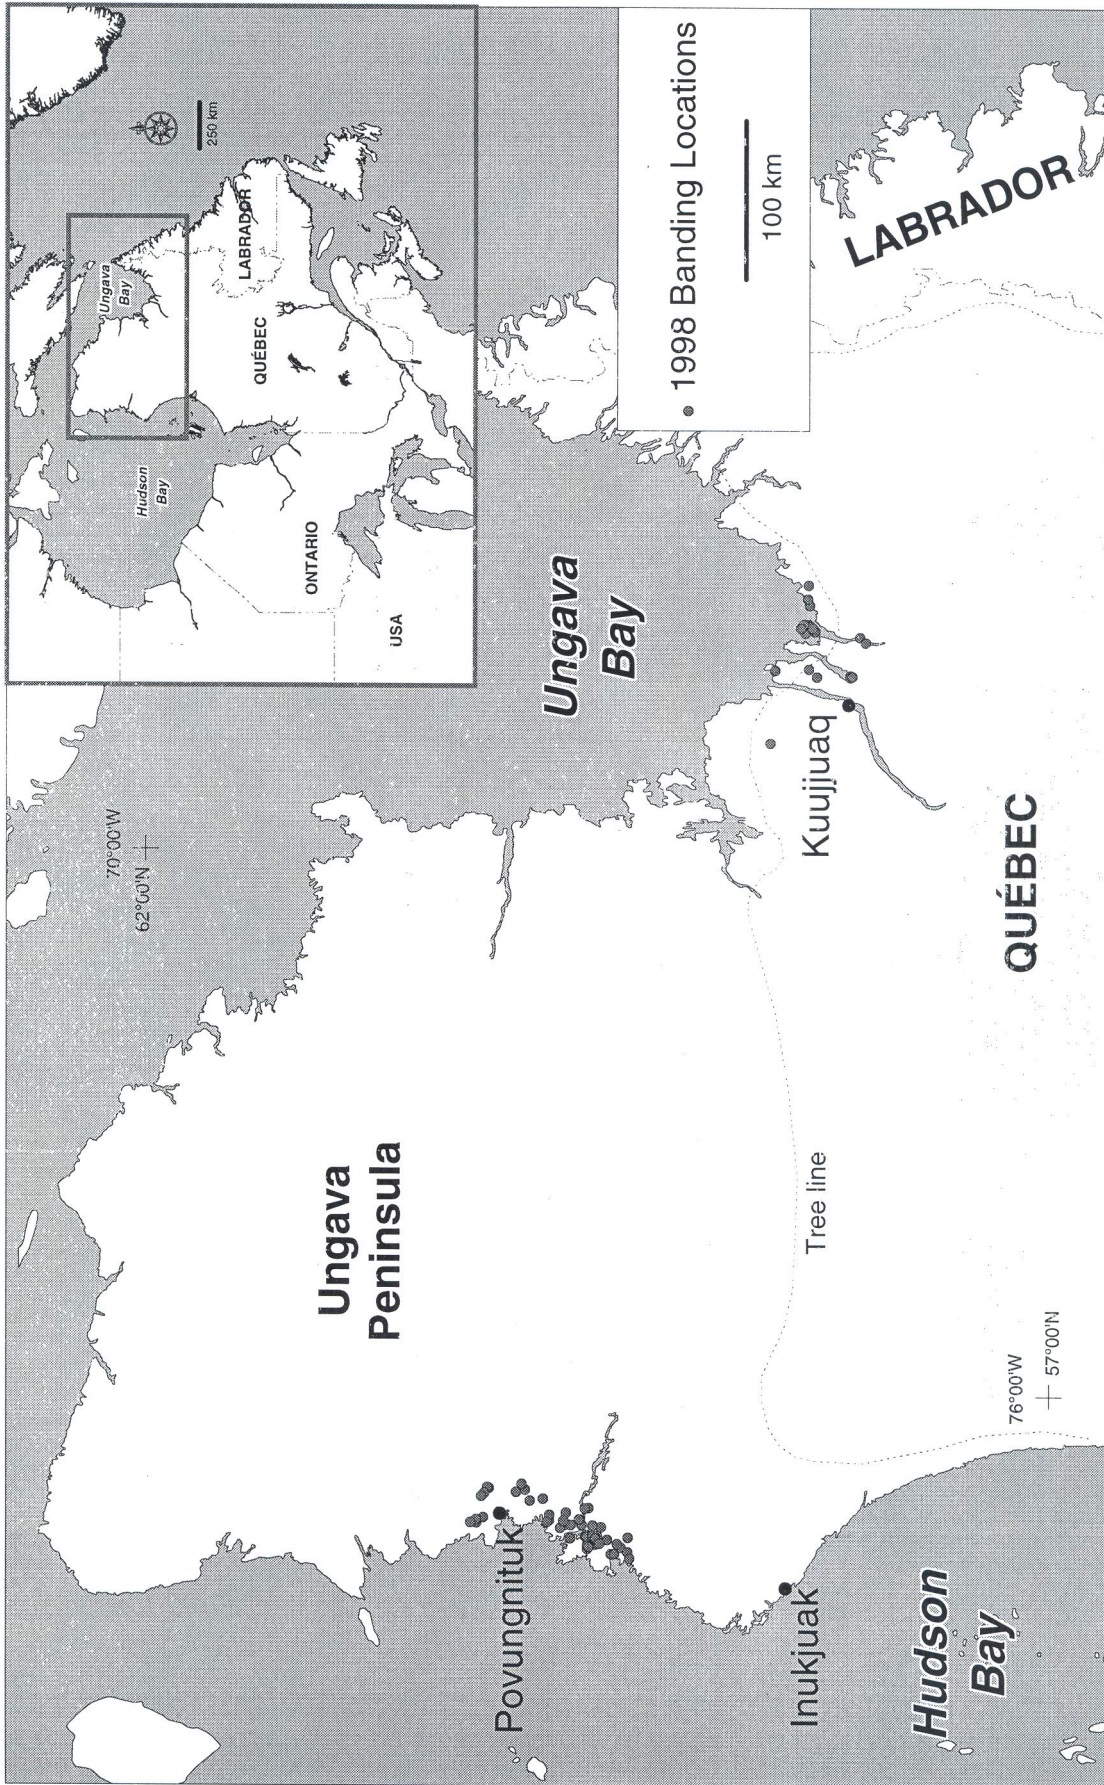 250 km
Ungava
Bay
LABRADOR
Hudson
Bay
QUÉBEC
ONTARIO
USA
1998 Banding Locations
100 km
LABRADOR
70°00'W
62°00'N
Ungava
Bay
Ungava
Peninsula
Kuujjuaq
Povungnituk
Tree line
QUÉBEC
Inukjuak
76°00'W
57°00'N
Hudson
Bay